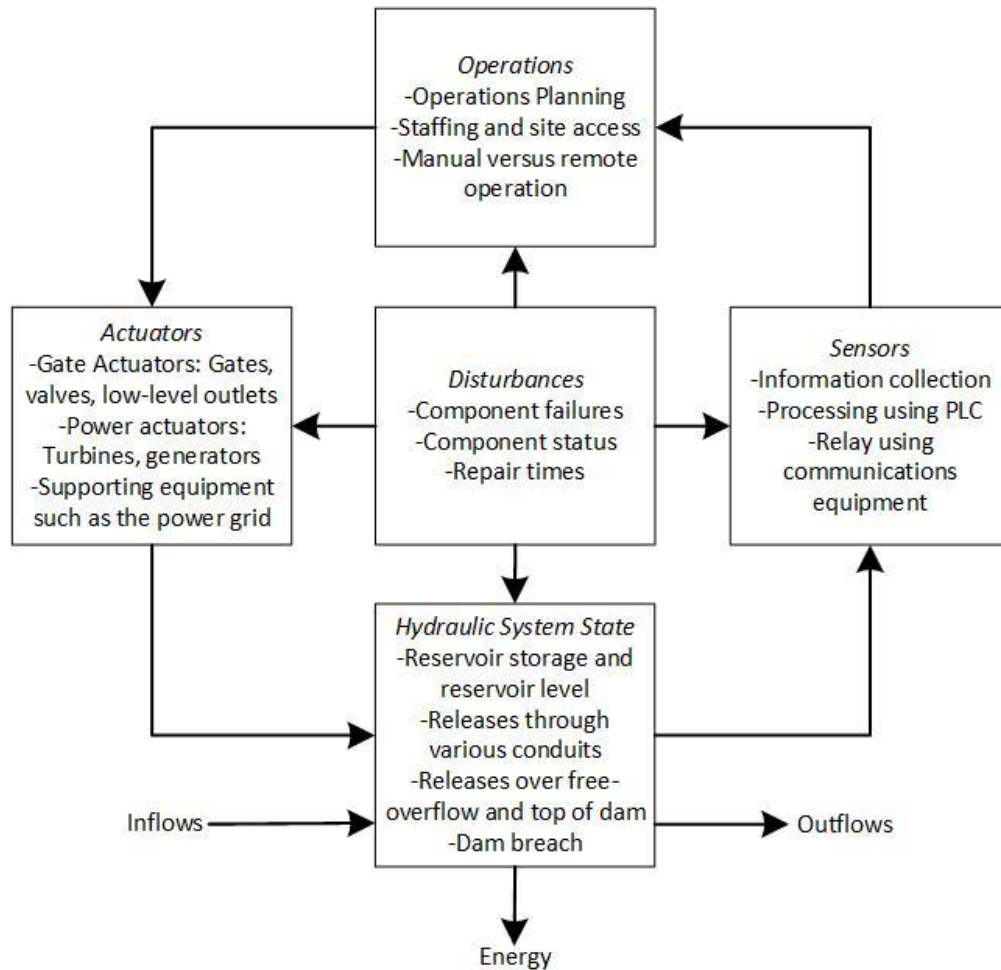 Operations
-Operations Planning
-Staffing and site access
-Manual versus remote
operation
Actuators
-Gate Actuators: Gates,
valves, low-level outlets
-Power actuators:
Turbines, generators
-Supporting equipment
such as the power grid
Disturbances
-Component failures
-Component status
-Repair times
Sensors
-Information collection
-Processing using PLC
-Relay using
communications
equipment
Hydraulic System State
-Reservoir storage and
reservoir level
-Releases through
various conduits
-Releases over free-
overflow and top of dam
-Dam breach
Inflows
Outflows
Energy